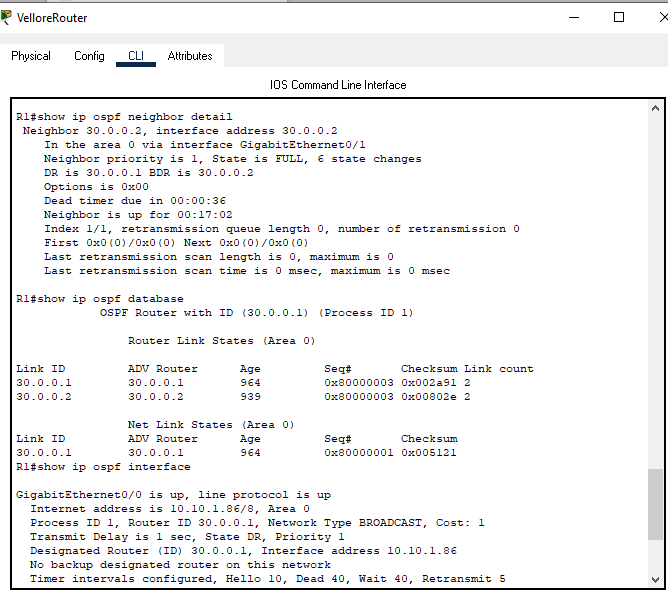 VelloreRouter
Physical Config CLI Attributes
IOS Command Line Interface
R1#show ip ospf neighbor detail
Neighbor 30.0.0.2, interface address 30.0.0.2
In the area 0 via interface GigabitEthernet0/1
Neighbor priority is 1, State is FULL, 6 state changes
DR is 30.0.0.1 BDR is 30.0.0.2
Options is 0x00
Dead timer due in 00:00:36
Neighbor is up for 00:17:02
Index 1/1, retransmission queue length 0, number of retransmission 0
First 0x0(0)/0x0(0) Next 0x0(0)/0x0(0)
Last retransmission scan length is 0, maximum is 0
Last retransmission scan time is 0 msec, maximum is 0 msec
R1#show ip ospf database
OSPF Router with ID (30.0.0.1) (Process ID 1)
Router Link States (Area 0)
Link ID ADV Router Age Seq# Checksum Link count
30.0.0.1 30.0.0.1 964 0x80000003 0x002a91 2
30.0.0.2 30.0.0.2 939 0x80000003 0x00802e 2
Net Link States (Area 0)
Link ID ADV Router Age Seq# Checksum
30.0.0.1 30.0.0.1 964 0x80000001 0x005121
R1#show ip ospf interface
GigabitEthernet0/0 is up, line protocol is up
Internet address is 10.10.1.86/8, Area 0
Process ID 1, Router ID 30.0.0.1, Network Type BROADCAST, Cost: 1
Transmit Delay is 1 sec, State DR, Priority 1
Designated Router (ID) 30.0.0.1, Interface address 10.10.1.86
No backup designated router on this network
Timer intervals configured, Hello 10, Dead 40, Wait 40, Retransmit 5